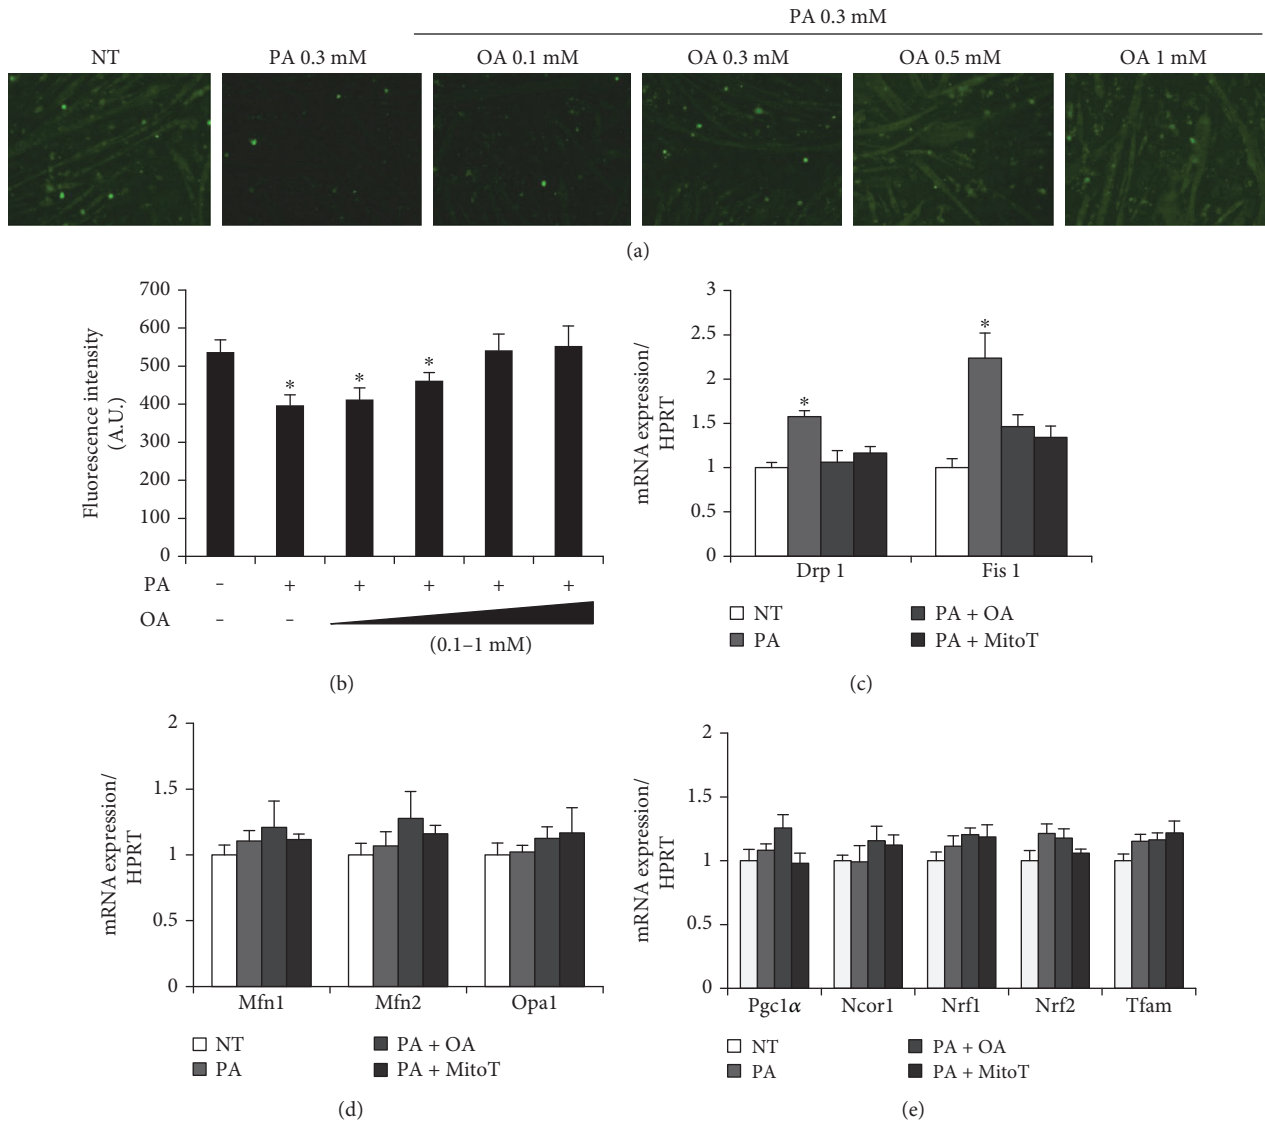 PA 0.3 mM
NT PA 0.3 mM OA 0.1 mM OA 0.3 mM OA 0.5 mM OA 1 mM
(a)
700
600
500
400
300
200
100
0
Fluorescence intensity
(A.U.)
* * *
PA – + + + + +
OA – –
(0.1–1 mM)
(b)
3
2.5
2
1.5
1
0.5
0
mRNA expression/
HPRT
* *
Drp 1 Fis 1
NT PA + OA
PA PA + MitoT
(c)
2
1.5
1
0.5
0
mRNA expression/
HPRT
Mfn1 Mfn2 Opa1
NT PA + OA
PA PA + MitoT
(d)
2
1.5
1
0.5
0
mRNA expression/
HPRT
Pgc1α Ncor1 Nrf1 Nrf2 Tfam
NT PA + OA
PA PA + MitoT
(e)